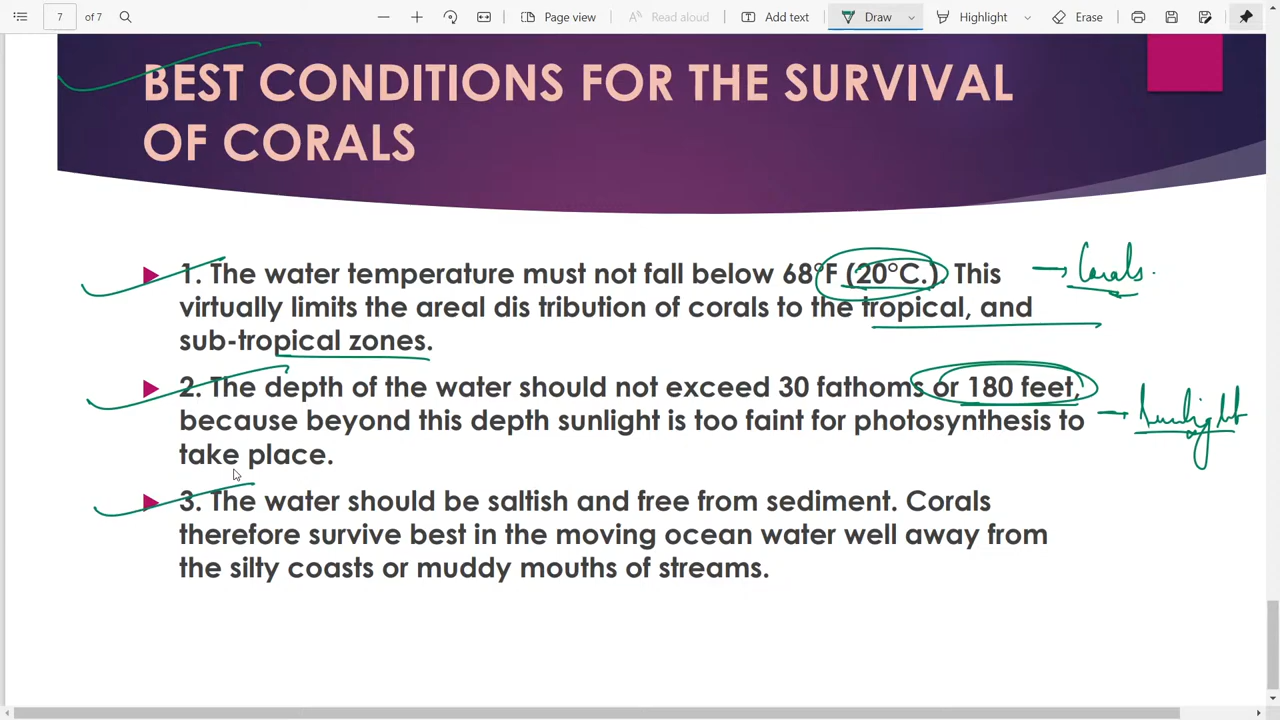 7 of 7 Page view Read aloud Add text Draw Highlight Erase
BEST CONDITIONS FOR THE SURVIVAL
OF CORALS
1. The water temperature must not fall below 68°F (20°C.). This
virtually limits the areal dis tribution of corals to the tropical, and
sub-tropical zones.
→ Corals.
2. The depth of the water should not exceed 30 fathoms or 180 feet,
because beyond this depth sunlight is too faint for photosynthesis to
take place.
→ Sunlight
3. The water should be saltish and free from sediment. Corals
therefore survive best in the moving ocean water well away from
the silty coasts or muddy mouths of streams.